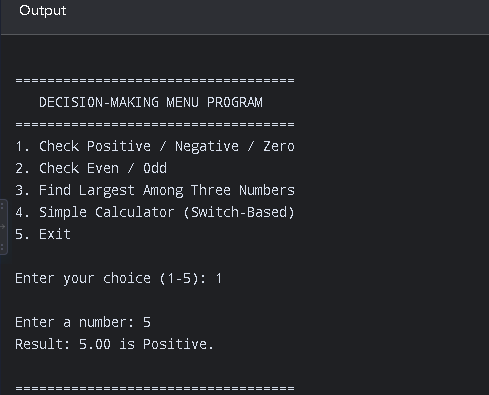 Output
===================================
DECISION-MAKING MENU PROGRAM
===================================
1. Check Positive / Negative / Zero
2. Check Even / Odd
3. Find Largest Among Three Numbers
4. Simple Calculator (Switch-Based)
5. Exit
Enter your choice (1-5): 1
Enter a number: 5
Result: 5.00 is Positive.
===================================